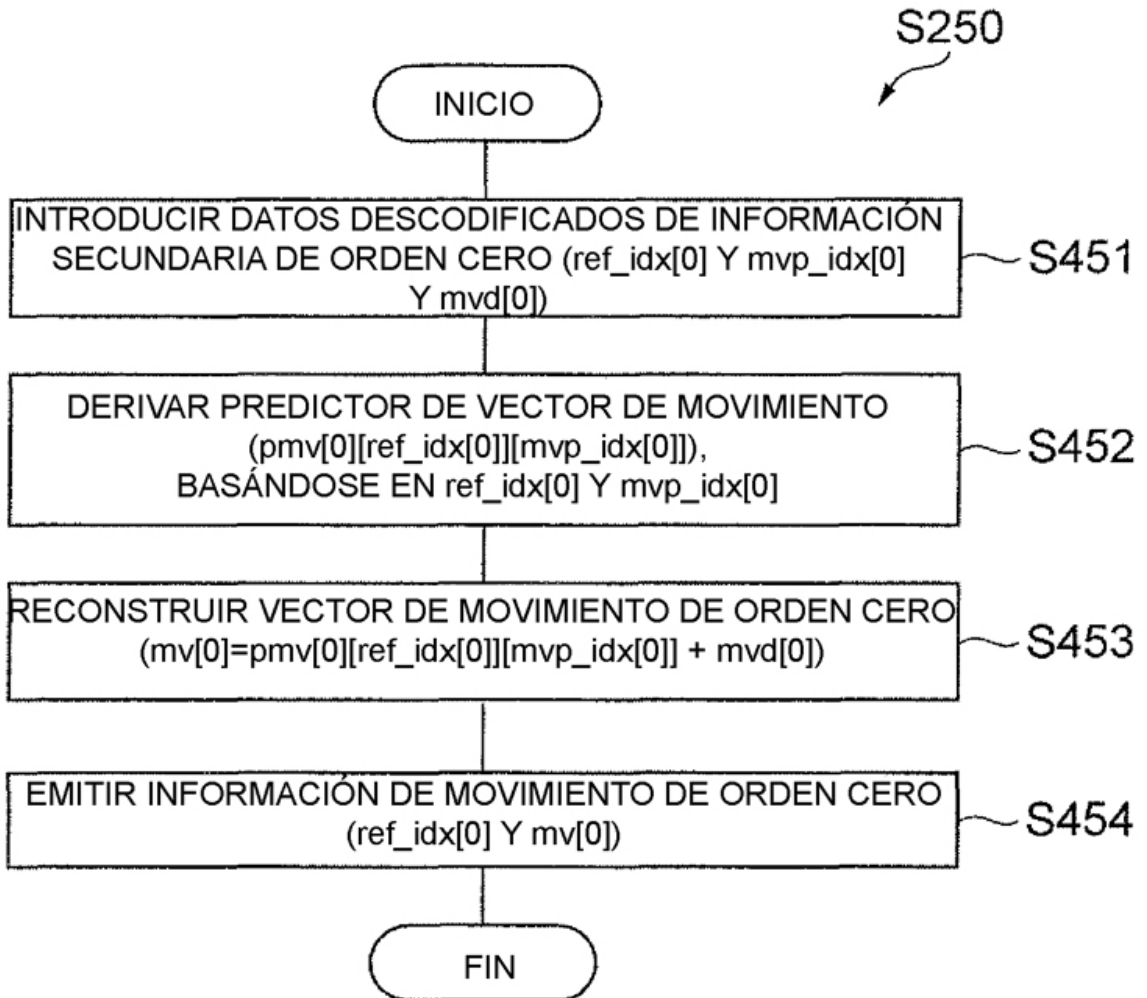 S250
INICIO
INTRODUCIR DATOS DESCODIFICADOS DE INFORMACIÓN
SECUNDARIA DE ORDEN CERO (ref_idx[0] Y mvp_idx[0]
Y mvd[0])
S451
DERIVAR PREDICTOR DE VECTOR DE MOVIMIENTO
(pmv[0][ref_idx[0]][mvp_idx[0]]),
BASÁNDOSE EN ref_idx[0] Y mvp_idx[0]
S452
RECONSTRUIR VECTOR DE MOVIMIENTO DE ORDEN CERO
(mv[0]=pmv[0][ref_idx[0]][mvp_idx[0]] + mvd[0])
S453
EMITIR INFORMACIÓN DE MOVIMIENTO DE ORDEN CERO
(ref_idx[0] Y mv[0])
S454
FIN